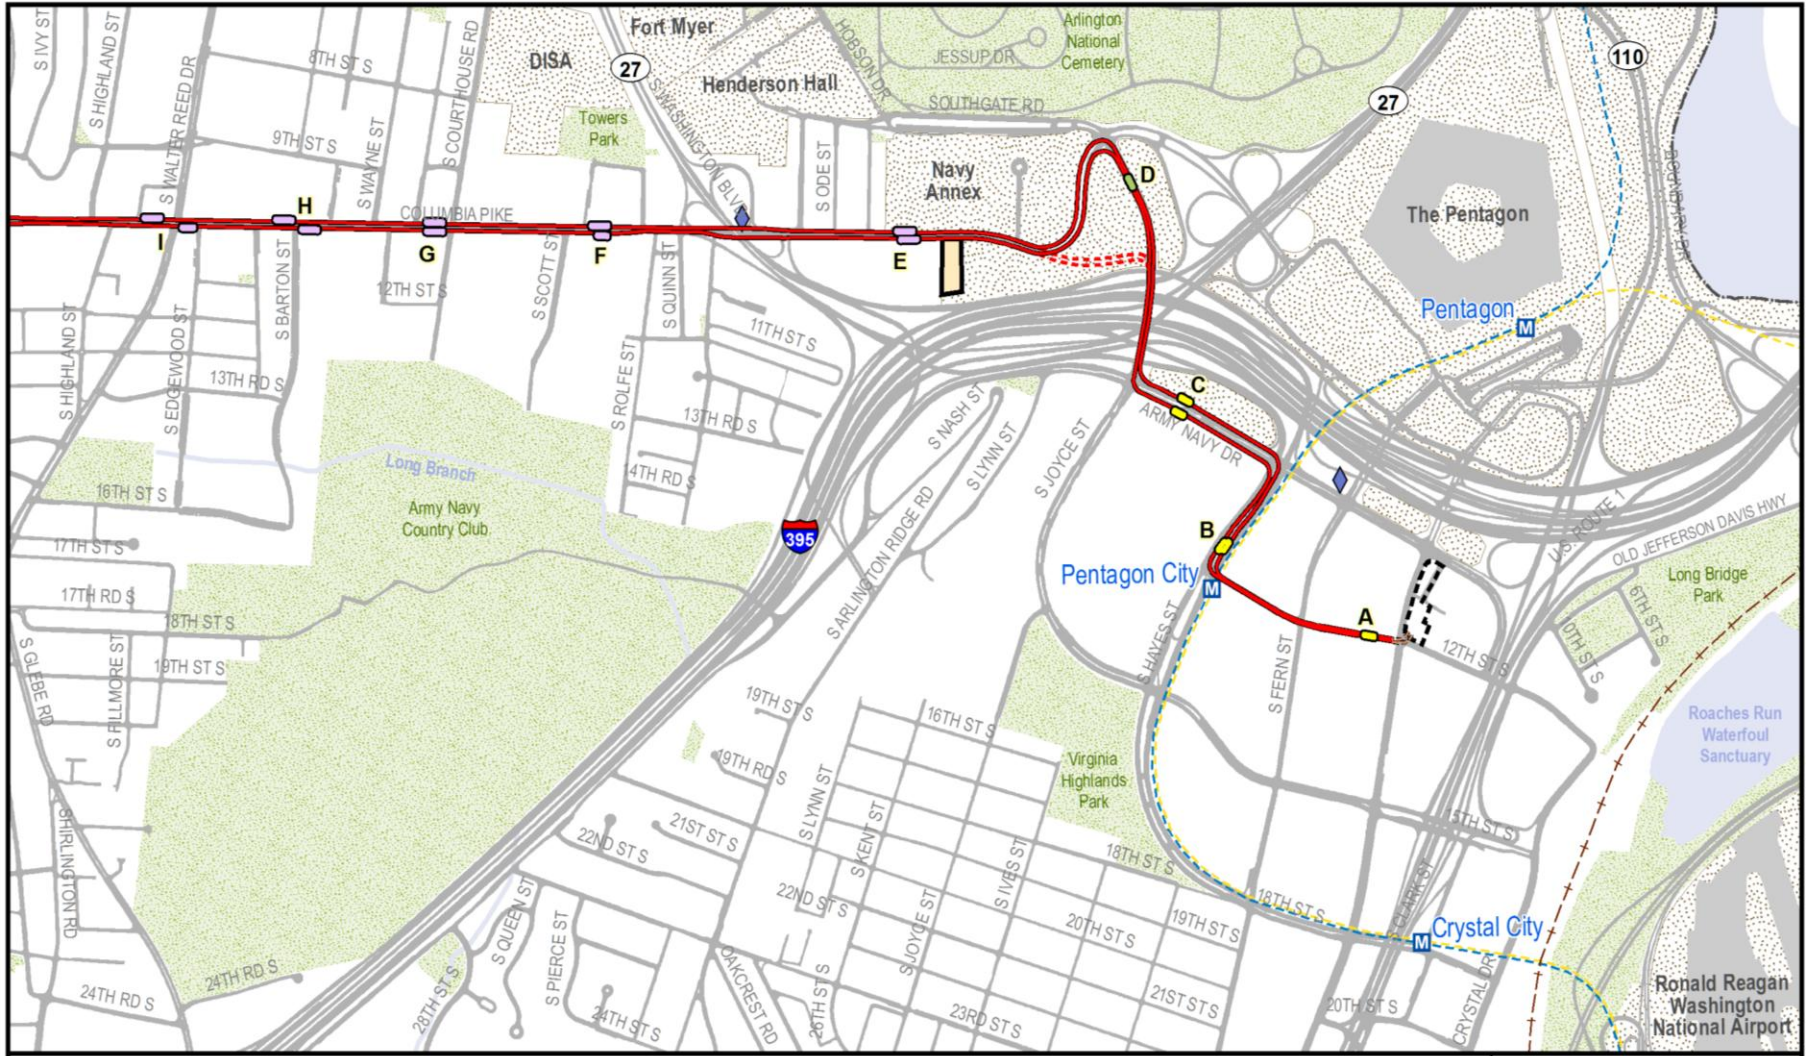 S IVY ST
S HIGHLAND ST
8TH ST S
S WALTER REED DR
S COURTHOUSE RD
DISA
Fort Myer
27
Henderson Hall
HOBSON DR
JESSUP DR
Arlington
National
Cemetery
SOUTHGATE RD
27
110
9TH ST S
S WAYNE ST
Towers
Park
S WASHINGTON BLVD
S ODE ST
Navy
Annex
D
The Pentagon
BOUNDARY DR
H
COLUMBIA PIKE
I
G
F
E
12TH ST S
S SCOTT ST
S QUINN ST
S BARTON ST
S HIGHLAND ST
S EDGEWOOD ST
11TH ST S
Pentagon
M
13TH RD S
S ROLFE ST
13TH RD S
C
ARMY NAVY DR
S NASH ST
S LYNN ST
S JOYCE ST
14TH RD S
Long Branch
16TH ST S
Army Navy
Country Club
395
S ARLINGTON RIDGE RD
B
U.S. ROUTE 1
OLD JEFFERSON DAVIS HWY
17TH ST S
Pentagon City
M
Long Bridge
Park
17TH RD S
18TH ST S
A
6TH ST S
10TH ST S
12TH ST S
S GLEBE RD
S FILLMORE ST
19TH ST S
S HAYES ST
S FERN ST
19TH ST S
16TH ST S
Roaches Run
Waterfoul
Sanctuary
19TH RD S
Virginia
Highlands
Park
SHIRLINGTON RD
21ST ST S
22ND ST S
S LYNN ST
S KENT ST
S IVES ST
15TH ST S
18TH ST S
22ND ST S
S JOYCE ST
18TH ST S
S CLARK ST
19TH ST S
20TH ST S
Crystal City
M
S QUEEN ST
S PIERCE ST
24TH RD S
24TH RD S
28TH ST S
24TH ST S
OAKCREST RD
26TH ST S
23RD ST S
21ST ST S
20TH ST S
CRYSTAL DR
Ronald Reagan
Washington
National Airport